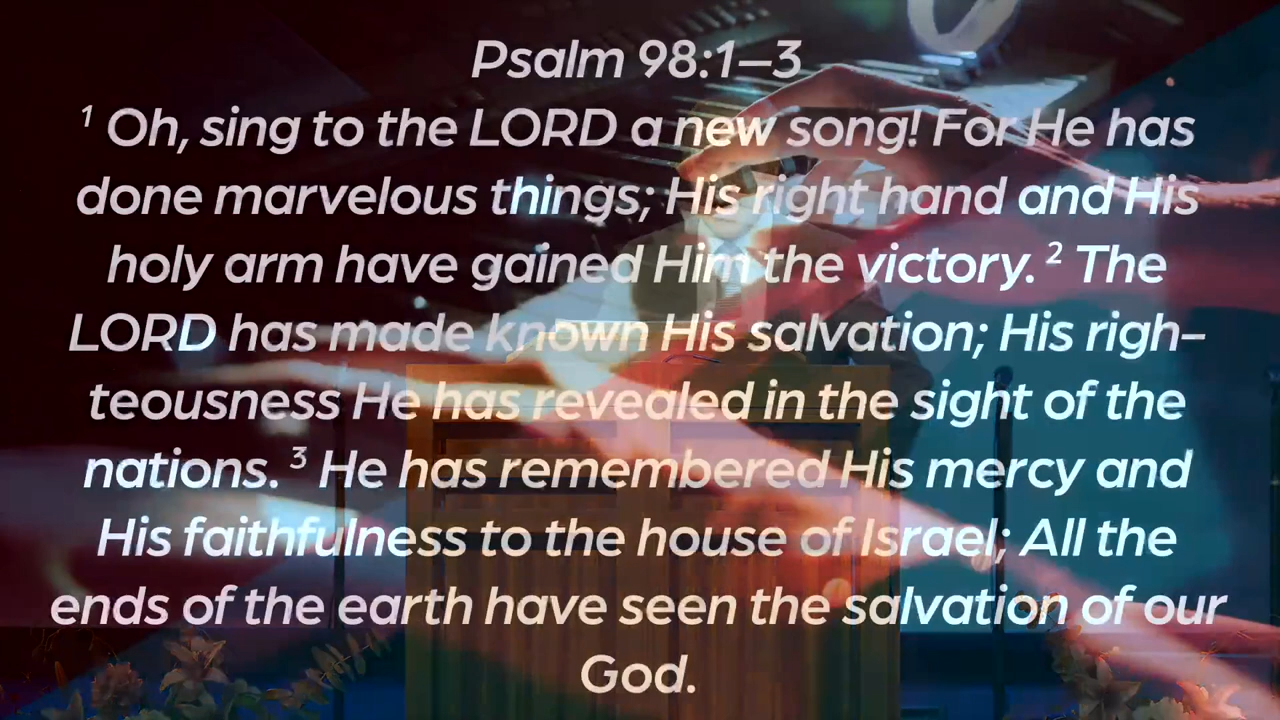 Psalm 98:1–3
¹ Oh, sing to the LORD a new song! For He has
done marvelous things; His right hand and His
holy arm have gained Him the victory. ² The
LORD has made known His salvation; His righ–
teousness He has revealed in the sight of the
nations. ³ He has remembered His mercy and
His faithfulness to the house of Israel; All the
ends of the earth have seen the salvation of our
God.